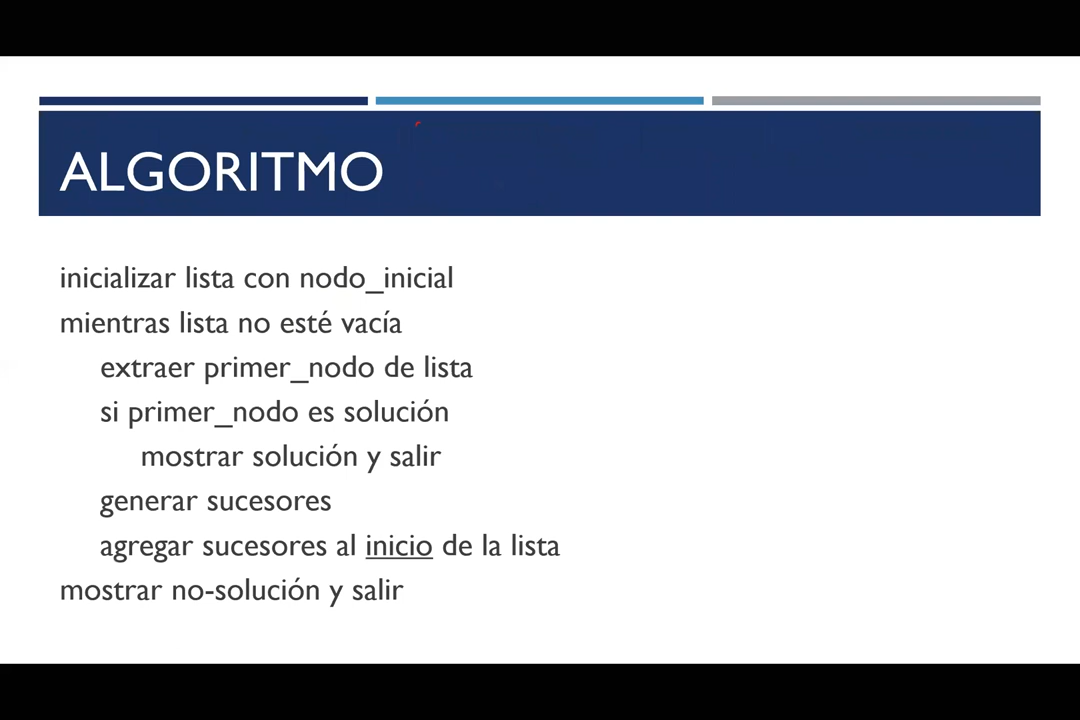 ALGORITMO
inicializar lista con nodo_inicial
mientras lista no esté vacía
extraer primer_nodo de lista
si primer_nodo es solución
mostrar solución y salir
generar sucesores
agregar sucesores al inicio de la lista
mostrar no-solución y salir